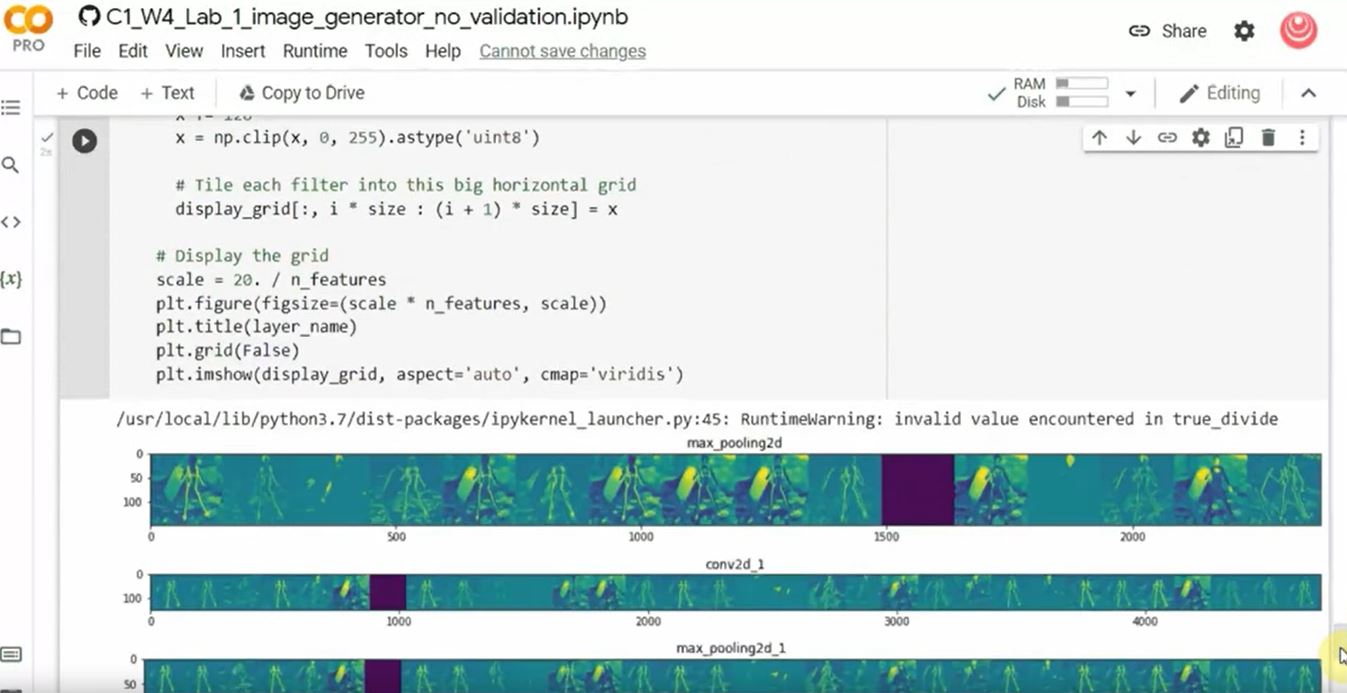 C1_W4_Lab_1_image_generator_no_validation.ipynb
PRO
File Edit View Insert Runtime Tools Help Cannot save changes
Share
+ Code + Text Copy to Drive
RAM
Disk
Editing
x = np.clip(x, 0, 255).astype('uint8')
2s
# Tile each filter into this big horizontal grid
display_grid[:, i * size : (i + 1) * size] = x
# Display the grid
scale = 20. / n_features
plt.figure(figsize=(scale * n_features, scale))
plt.title(layer_name)
plt.grid(False)
plt.imshow(display_grid, aspect='auto', cmap='viridis')
/usr/local/lib/python3.7/dist-packages/ipykernel_launcher.py:45: RuntimeWarning: invalid value encountered in true_divide
max_pooling2d
0
50
100
0 500 1000 1500 2000
conv2d_1
0
100
0 1000 2000 3000 4000
max_pooling2d_1
0
50